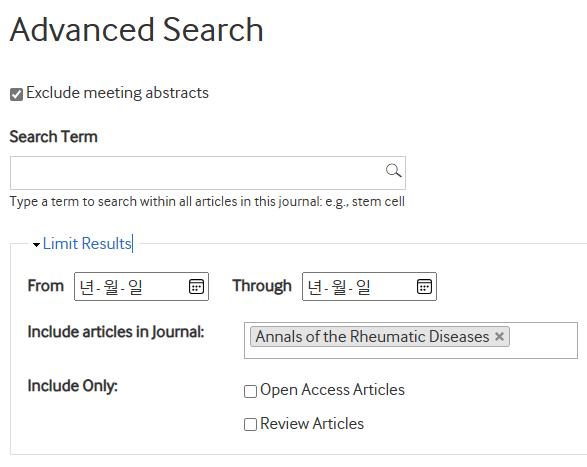 Advanced Search
Exclude meeting abstracts
Search Term
Type a term to search within all articles in this journal: e.g., stem cell
Limit Results
From 년-월-일 Through 년-월-일
Include articles in Journal: Annals of the Rheumatic Diseases ×
Include Only: Open Access Articles
Review Articles